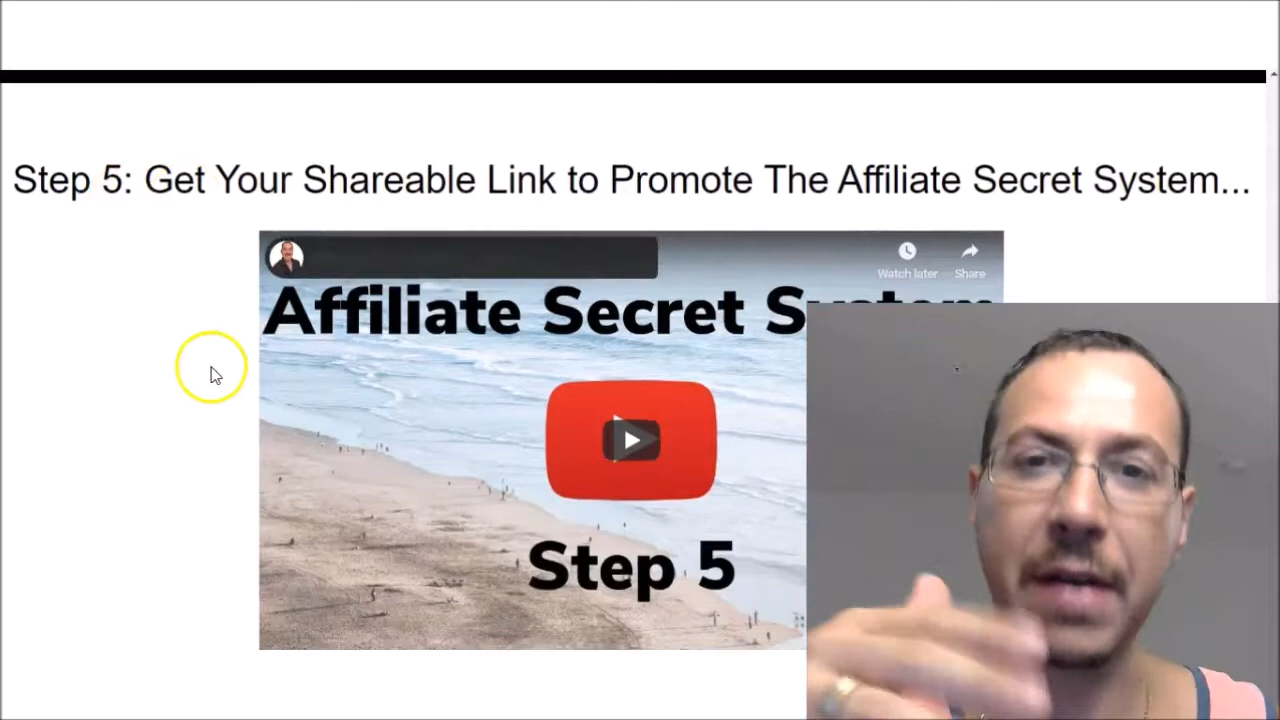 Step 5: Get Your Shareable Link to Promote The Affiliate Secret System...
Watch later
Share
Affiliate Secret System
Step 5